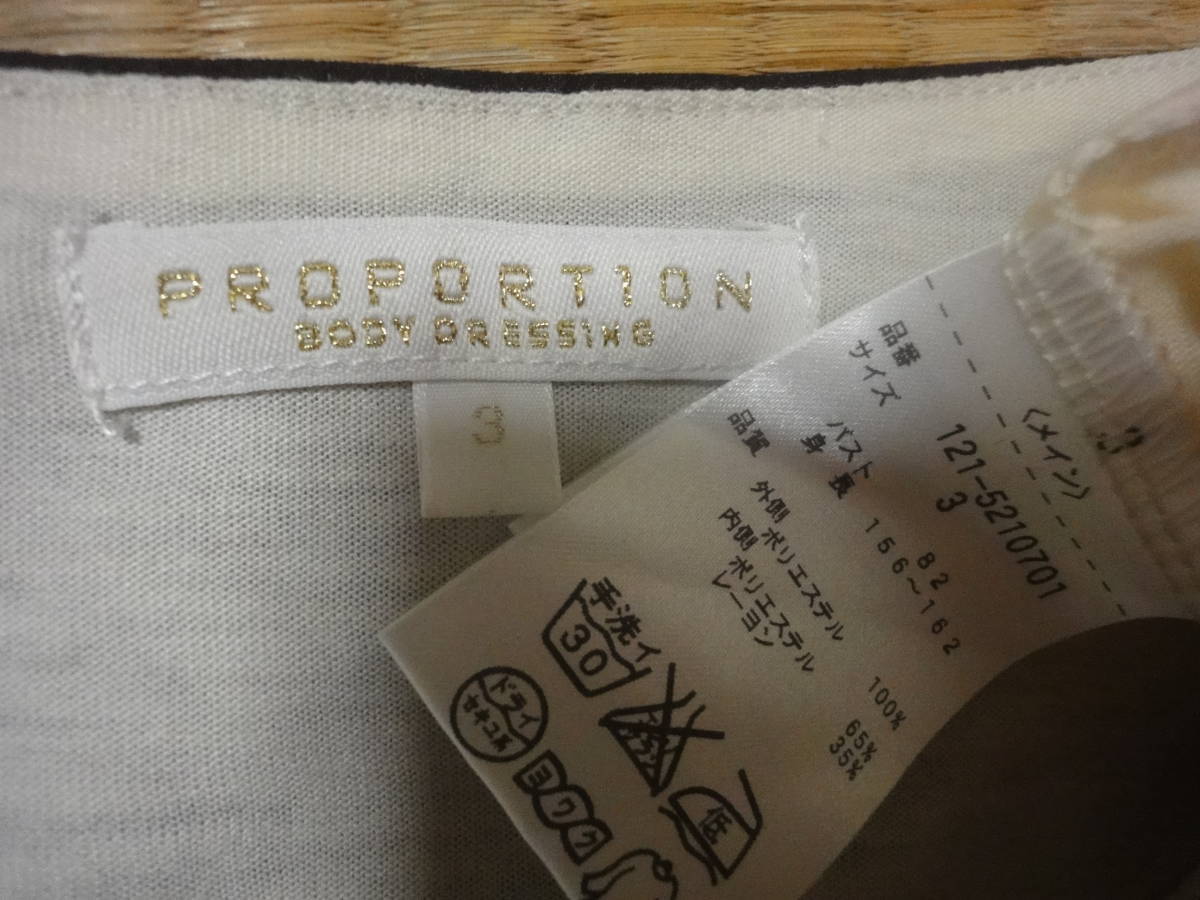 PROPORTION
BODY DRESSING
3
〈メイン〉
品番 121-5210701
サイズ 3
バスト 82
身長 156〜162
品質 外側 ポリエステル 100%
内側 ポリエステル 65%
レーヨン 35%
手洗イ
30
低
ドライ
セキユ系
ヨワク